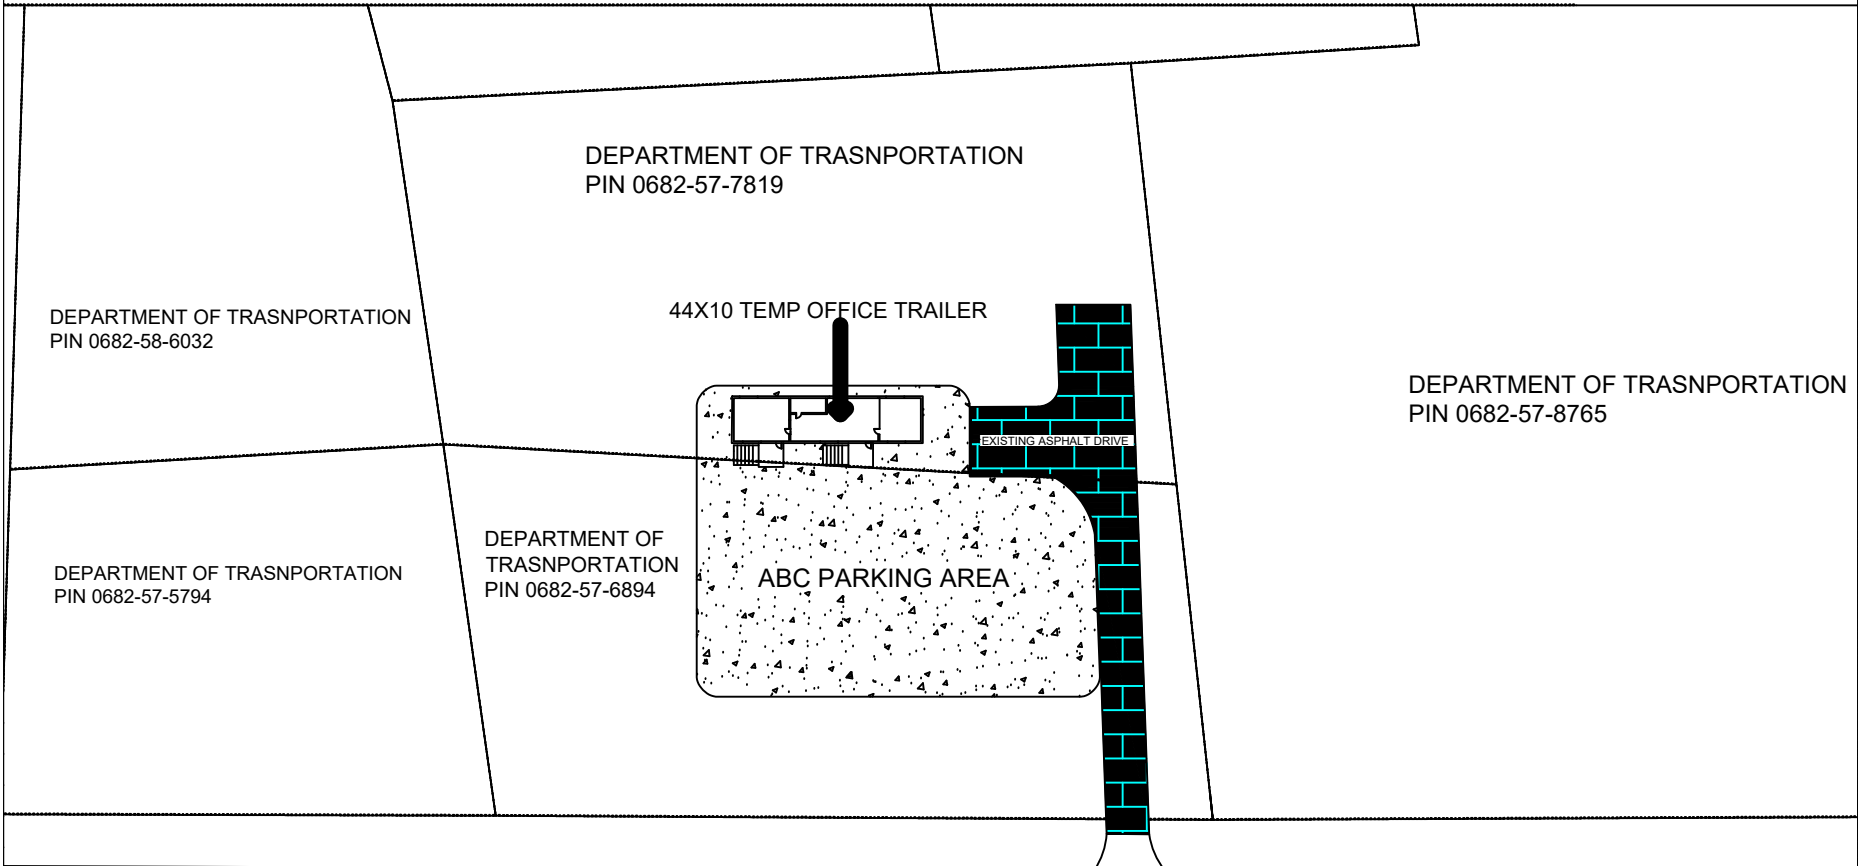 DEPARTMENT OF TRASNPORTATION
PIN 0682-57-7819
44X10 TEMP OFFICE TRAILER
DEPARTMENT OF TRASNPORTATION
PIN 0682-58-6032
DEPARTMENT OF TRASNPORTATION
PIN 0682-57-8765
EXISTING ASPHALT DRIVE
DEPARTMENT OF
TRASNPORTATION
PIN 0682-57-6894
ABC PARKING AREA
DEPARTMENT OF TRASNPORTATION
PIN 0682-57-5794